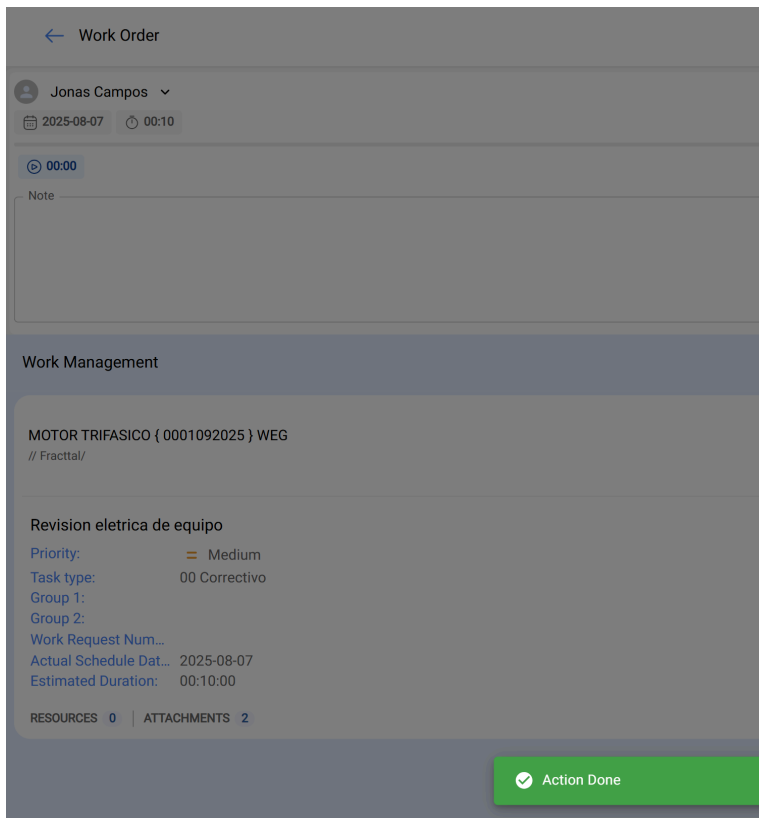 Work Order
Jonas Campos
2025-08-07 00:10
00:00
Note
Work Management
MOTOR TRIFASICO { 0001092025 } WEG
// Fracttal/
Revision eletrica de equipo
Priority: Medium
Task type: 00 Correctivo
Group 1:
Group 2:
Work Request Num...
Actual Schedule Dat... 2025-08-07
Estimated Duration: 00:10:00
RESOURCES 0 ATTACHMENTS 2
Action Done